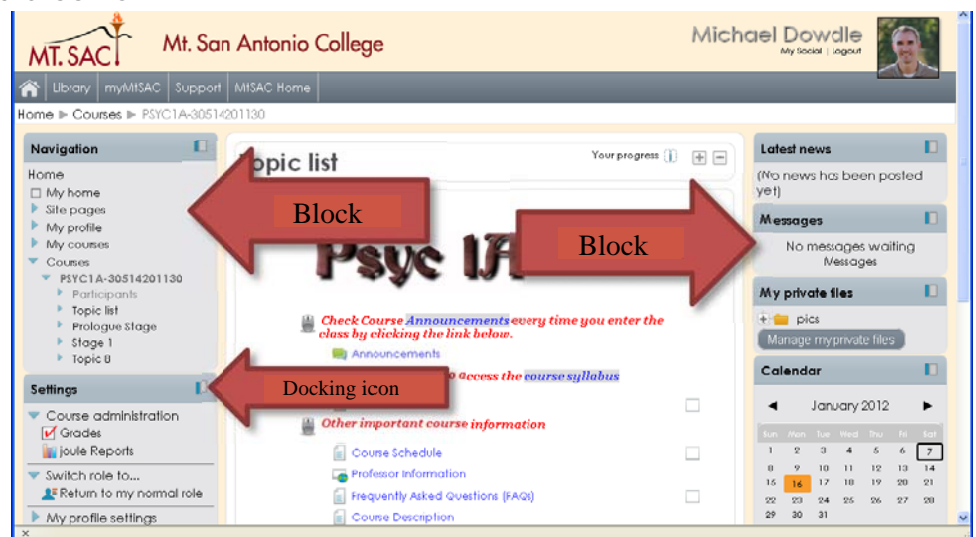 MT. SAC
Mt. San Antonio College
Michael Dowdle
My Social | logout
Library myMtSAC Support MtSAC Home
Home ► Courses ► PSYC1A-30514201130
Navigation
Home
My home
Site pages
My profile
My courses
Courses
PSYC1A-30514201130
Participants
Topic list
Prologue Stage
Stage 1
Topic 8
Settings
Course administration
Grades
joule Reports
Switch role to...
Return to my normal role
My profile settings
Topic list
Your progress
Block
Block
Psyc 1A
Check Course Announcements every time you enter the
class by clicking the link below.
Announcements
access the course syllabus
Docking icon
Other important course information
Course Schedule
Professor Information
Frequently Asked Questions (FAQs)
Course Description
Latest news
(No news has been posted
yet)
Messages
No messages waiting
Messages
My private files
pics
Manage myprivate files
Calendar
◄ January 2012 ►
Sun Mon Tue Wed Thu Fri Sat
1 2 3 4 5 6 7
8 9 10 11 12 13 14
15 16 17 18 19 20 21
22 23 24 25 26 27 28
29 30 31